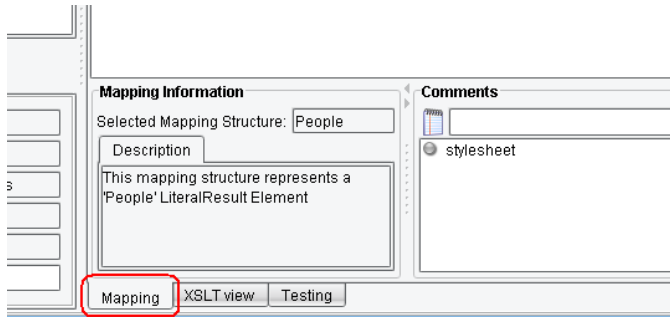 Mapping Information
Selected Mapping Structure: People
Description
This mapping structure represents a
'People' LiteralResult Element
Comments
stylesheet
s
Mapping XSLT view Testing